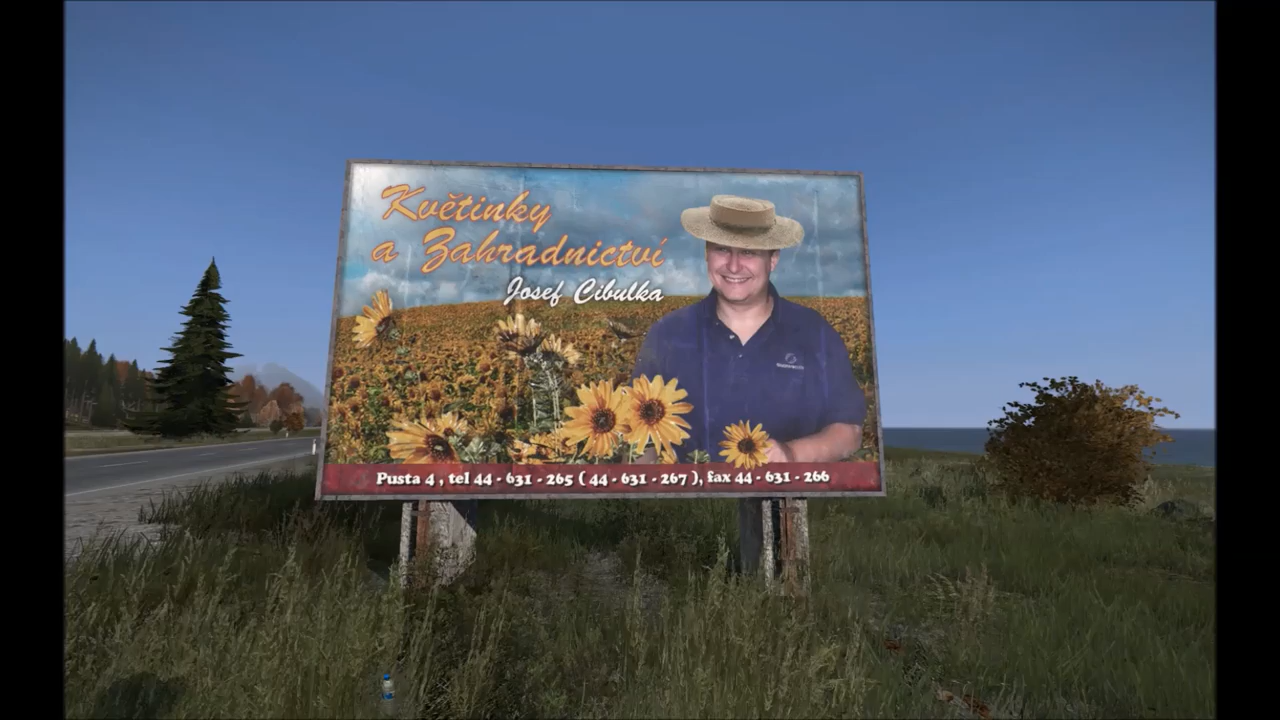 Květinky
a Zahradnictví
Josef Cibulka
Pusta 4 , tel 44 - 631 - 265 ( 44 - 631 - 267 ), fax 44 - 631 - 266